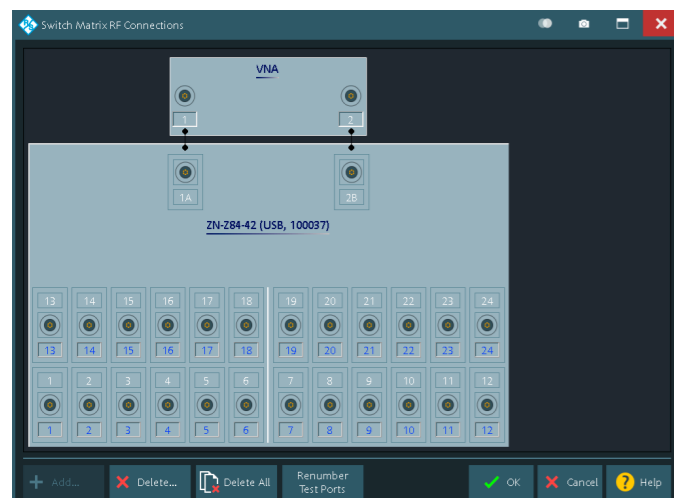 Switch Matrix RF Connections
VNA
1 2
1A 2B
ZN-Z84-42 (USB, 100037)
13 14 15 16 17 18 19 20 21 22 23 24
13 14 15 16 17 18 19 20 21 22 23 24
1 2 3 4 5 6 7 8 9 10 11 12
1 2 3 4 5 6 7 8 9 10 11 12
Add... Delete... Delete All Renumber OK Cancel ? Help
Test Ports